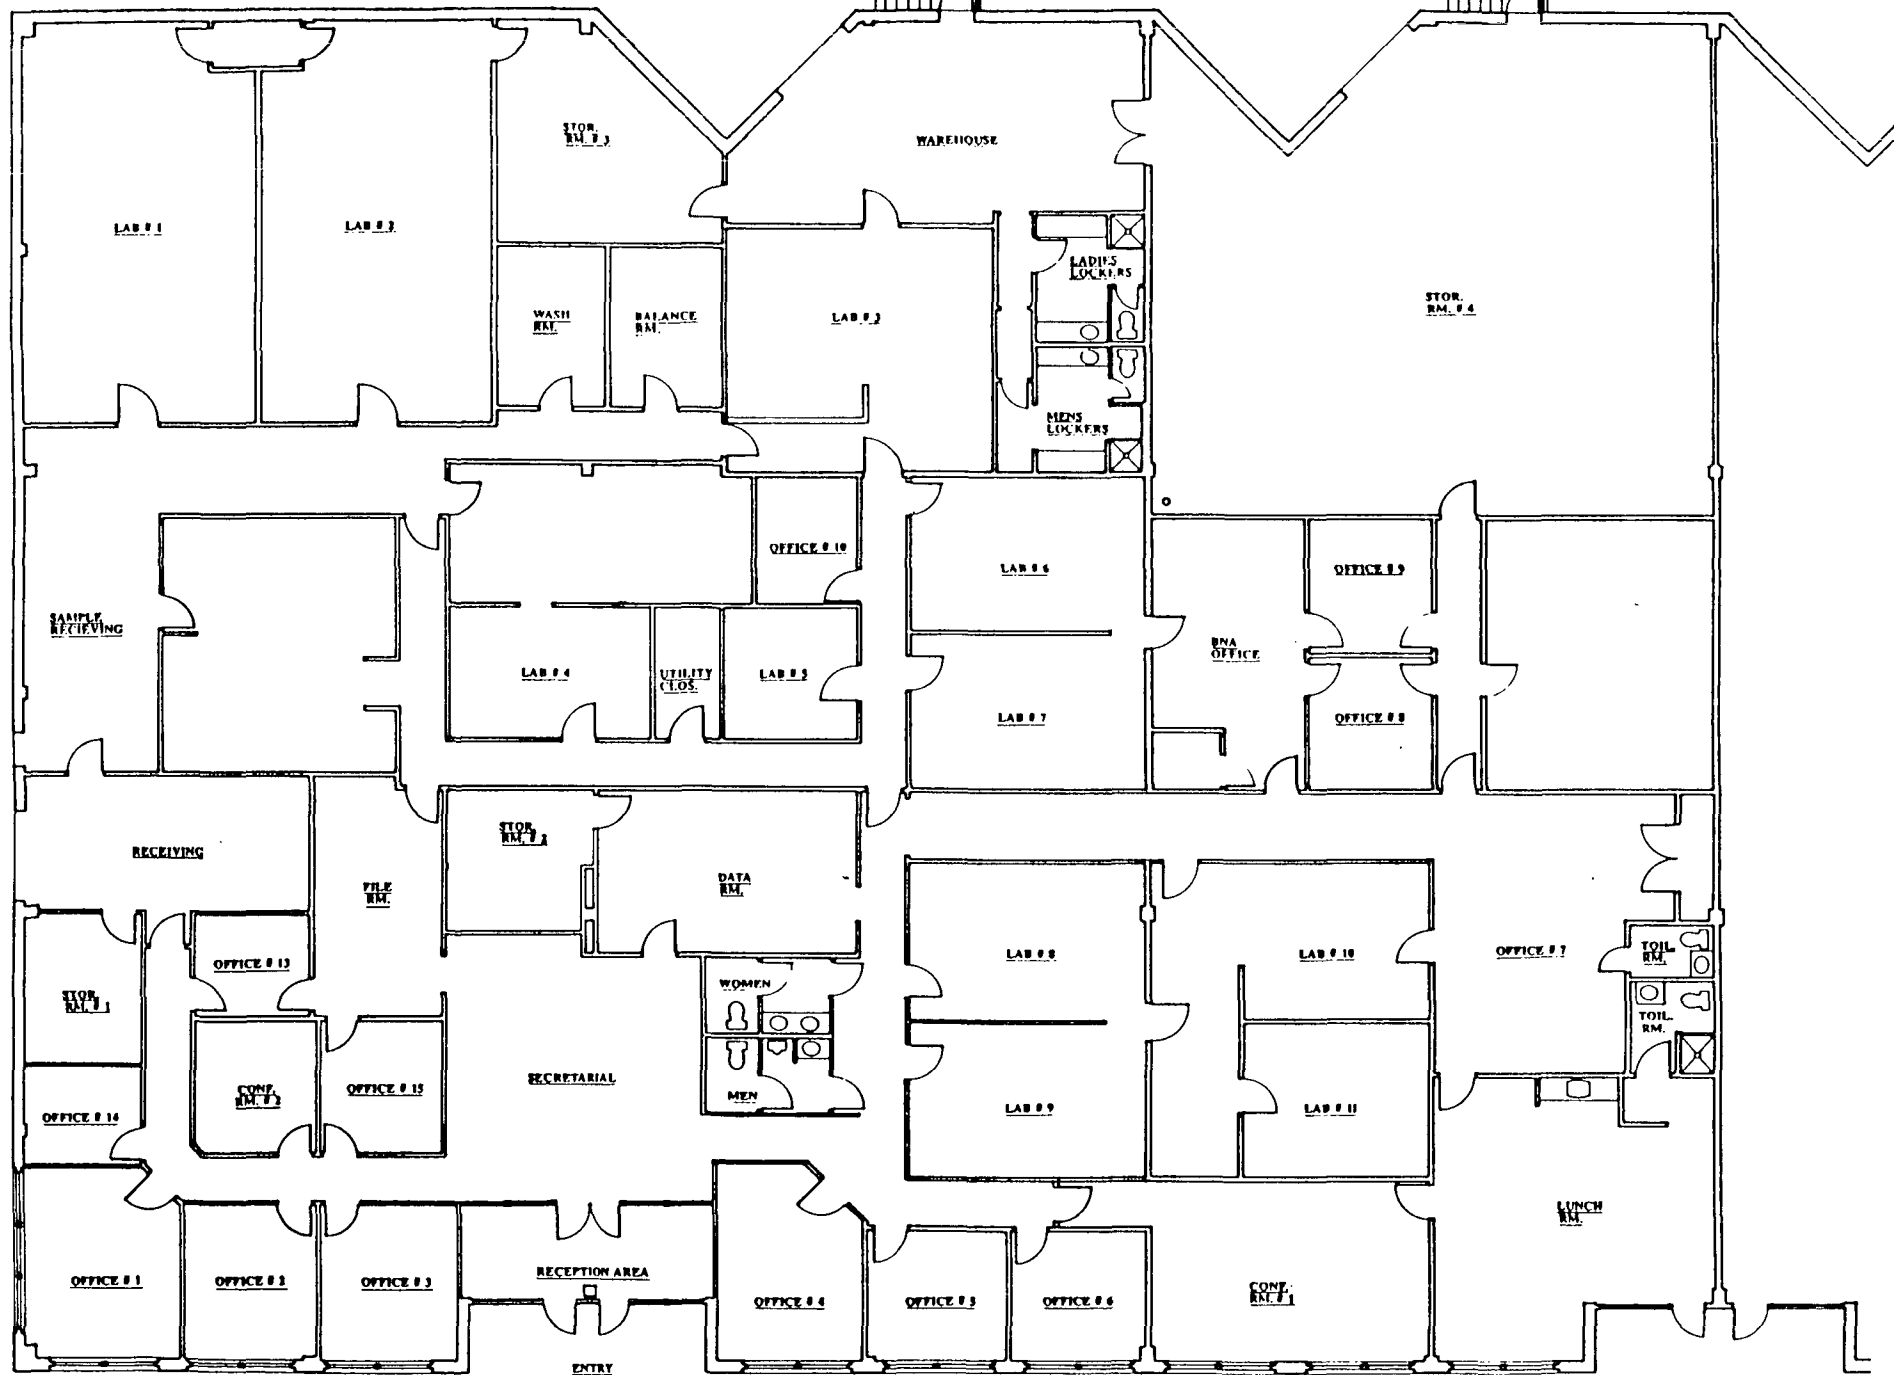 STOR.
RM. # 3
WAREHOUSE
LAB # 1
LAB # 2
LADIES
LOCKERS
STOR.
RM. # 4
WASH
RM.
BALANCE
RM.
LAB # 3
MENS
LOCKERS
OFFICE # 10
LAB # 6
OFFICE # 9
SAMPLE
RECIEVING
BNA
OFFICE
LAB # 4
UTILITY
CLOS.
LAB # 5
LAB # 7
OFFICE # 8
STOR.
RM. # 2
RECEIVING
FILE
RM.
DATA
RM.
OFFICE # 13
LAB # 8
LAB # 10
OFFICE # 7
TOIL.
RM.
STOR.
RM. # 1
WOMEN
TOIL.
RM.
SECRETARIAL
CONF.
RM. # 2
OFFICE # 15
MEN
OFFICE # 14
LAB # 9
LAB # 11
LUNCH
RM.
OFFICE # 1
OFFICE # 2
OFFICE # 3
RECEPTION AREA
OFFICE # 4
OFFICE # 5
OFFICE # 6
CONF.
RM. # 1
ENTRY